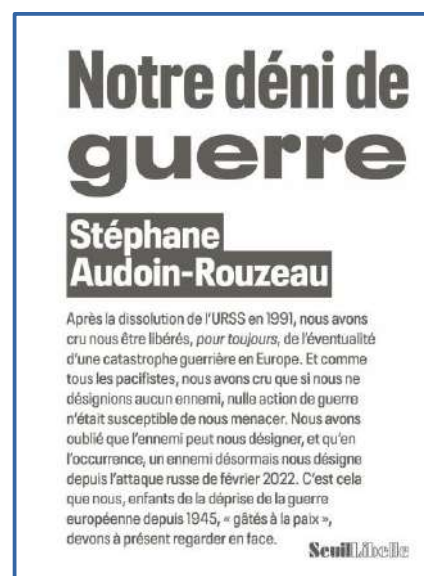 Notre déni de
guerre
Stéphane
Audoin-Rouzeau
Après la dissolution de l'URSS en 1991, nous avons
cru nous être libérés, pour toujours, de l'éventualité
d'une catastrophe guerrière en Europe. Et comme
tous les pacifistes, nous avons cru que si nous ne
désignions aucun ennemi, nulle action de guerre
n'était susceptible de nous menacer. Nous avons
oublié que l'ennemi peut nous désigner, et qu'en
l'occurrence, un ennemi désormais nous désigne
depuis l'attaque russe de février 2022. C'est cela
que nous, enfants de la déprise de la guerre
européenne depuis 1945, « gâtés à la paix »,
devons à présent regarder en face.
Seuil Libelle